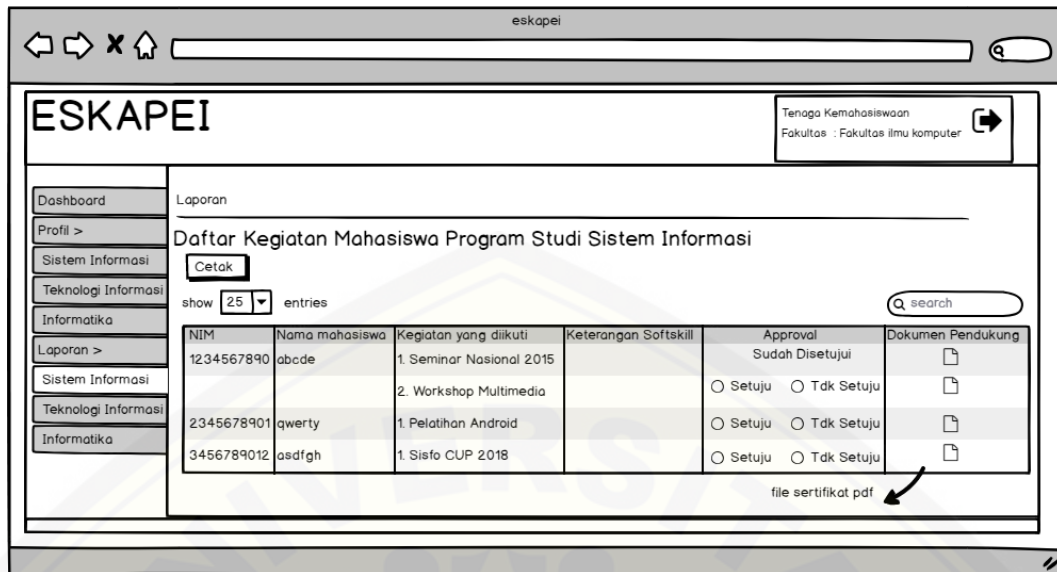 eskapei
ESKAPEI
Tenaga Kemahasiswaan
Fakultas : Fakultas ilmu komputer
Dashboard
Profil >
Sistem Informasi
Teknologi Informasi
Informatika
Laporan >
Sistem Informasi
Teknologi Informasi
Informatika
Laporan
Daftar Kegiatan Mahasiswa Program Studi Sistem Informasi
Cetak
show 25 entries
search
NIM Nama mahasiswa Kegiatan yang diikuti Keterangan Softskill Approval Dokumen Pendukung
1234567890 abcde 1. Seminar Nasional 2015 Sudah Disetujui
2. Workshop Multimedia Setuju Tdk Setuju
2345678901 qwerty 1. Pelatihan Android Setuju Tdk Setuju
3456789012 asdfgh 1. Sisfo CUP 2018 Setuju Tdk Setuju
file sertifikat pdf